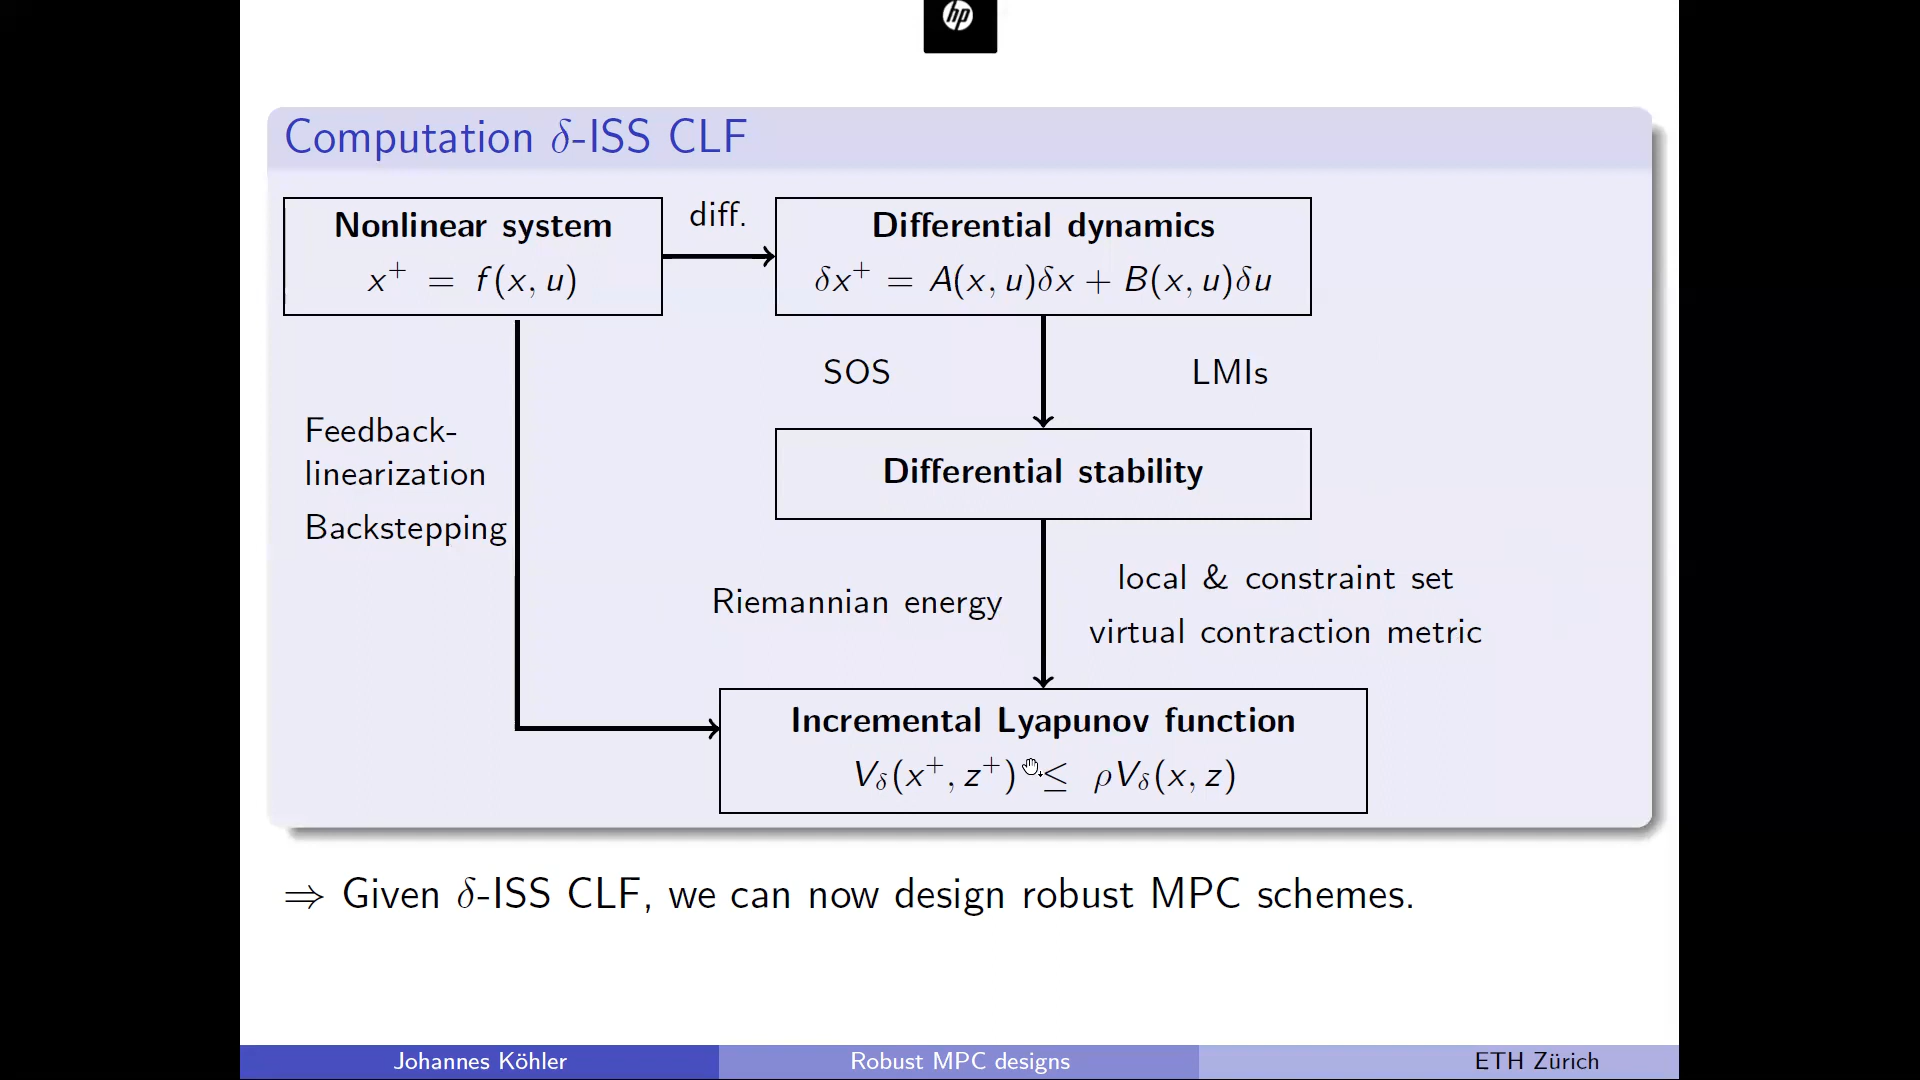 hp
Computation δ-ISS CLF
Nonlinear system
x⁺ = f(x, u)
diff.
Differential dynamics
δx⁺ = A(x, u)δx + B(x, u)δu
SOS
LMIs
Feedback-
linearization
Backstepping
Differential stability
Riemannian energy
local & constraint set
virtual contraction metric
Incremental Lyapunov function
V_δ(x⁺, z⁺) ≤ ρV_δ(x, z)
⇒ Given δ-ISS CLF, we can now design robust MPC schemes.
Johannes Köhler
Robust MPC designs
ETH Zürich